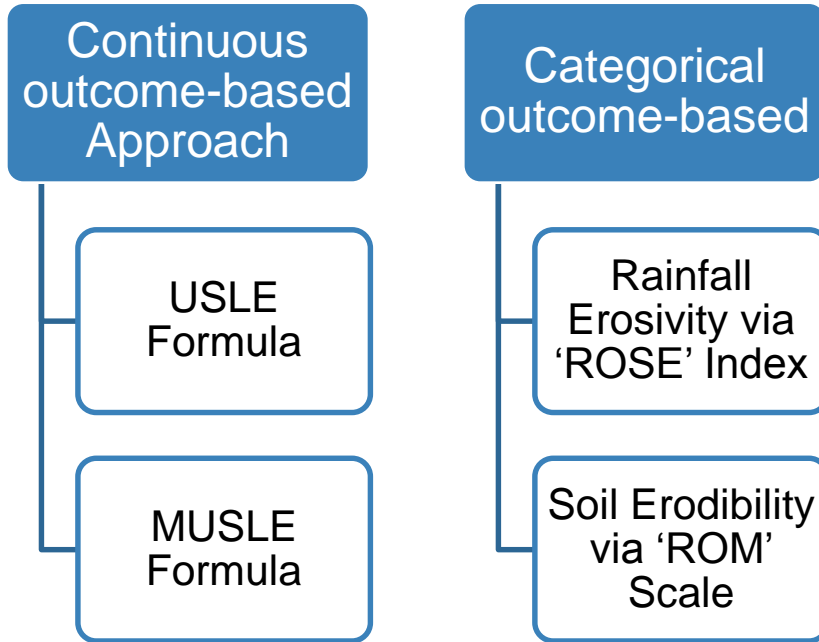 Continuous
outcome-based
Approach
USLE
Formula
MUSLE
Formula
Categorical
outcome-based
Rainfall
Erosivity via
‘ROSE’ Index
Soil Erodibility
via ‘ROM’
Scale